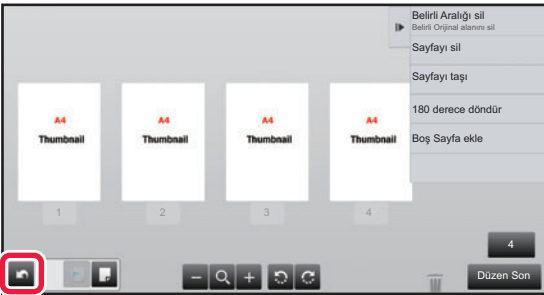 Belirli Aralığı sil
Belirli Orijinal alanını sil
Sayfayı sil
Sayfayı taşı
180 derece döndür
Boş Sayfa ekle
A4 A4 A4 A4
Thumbnail Thumbnail Thumbnail Thumbnail
1 2 3 4
4
Düzen Son